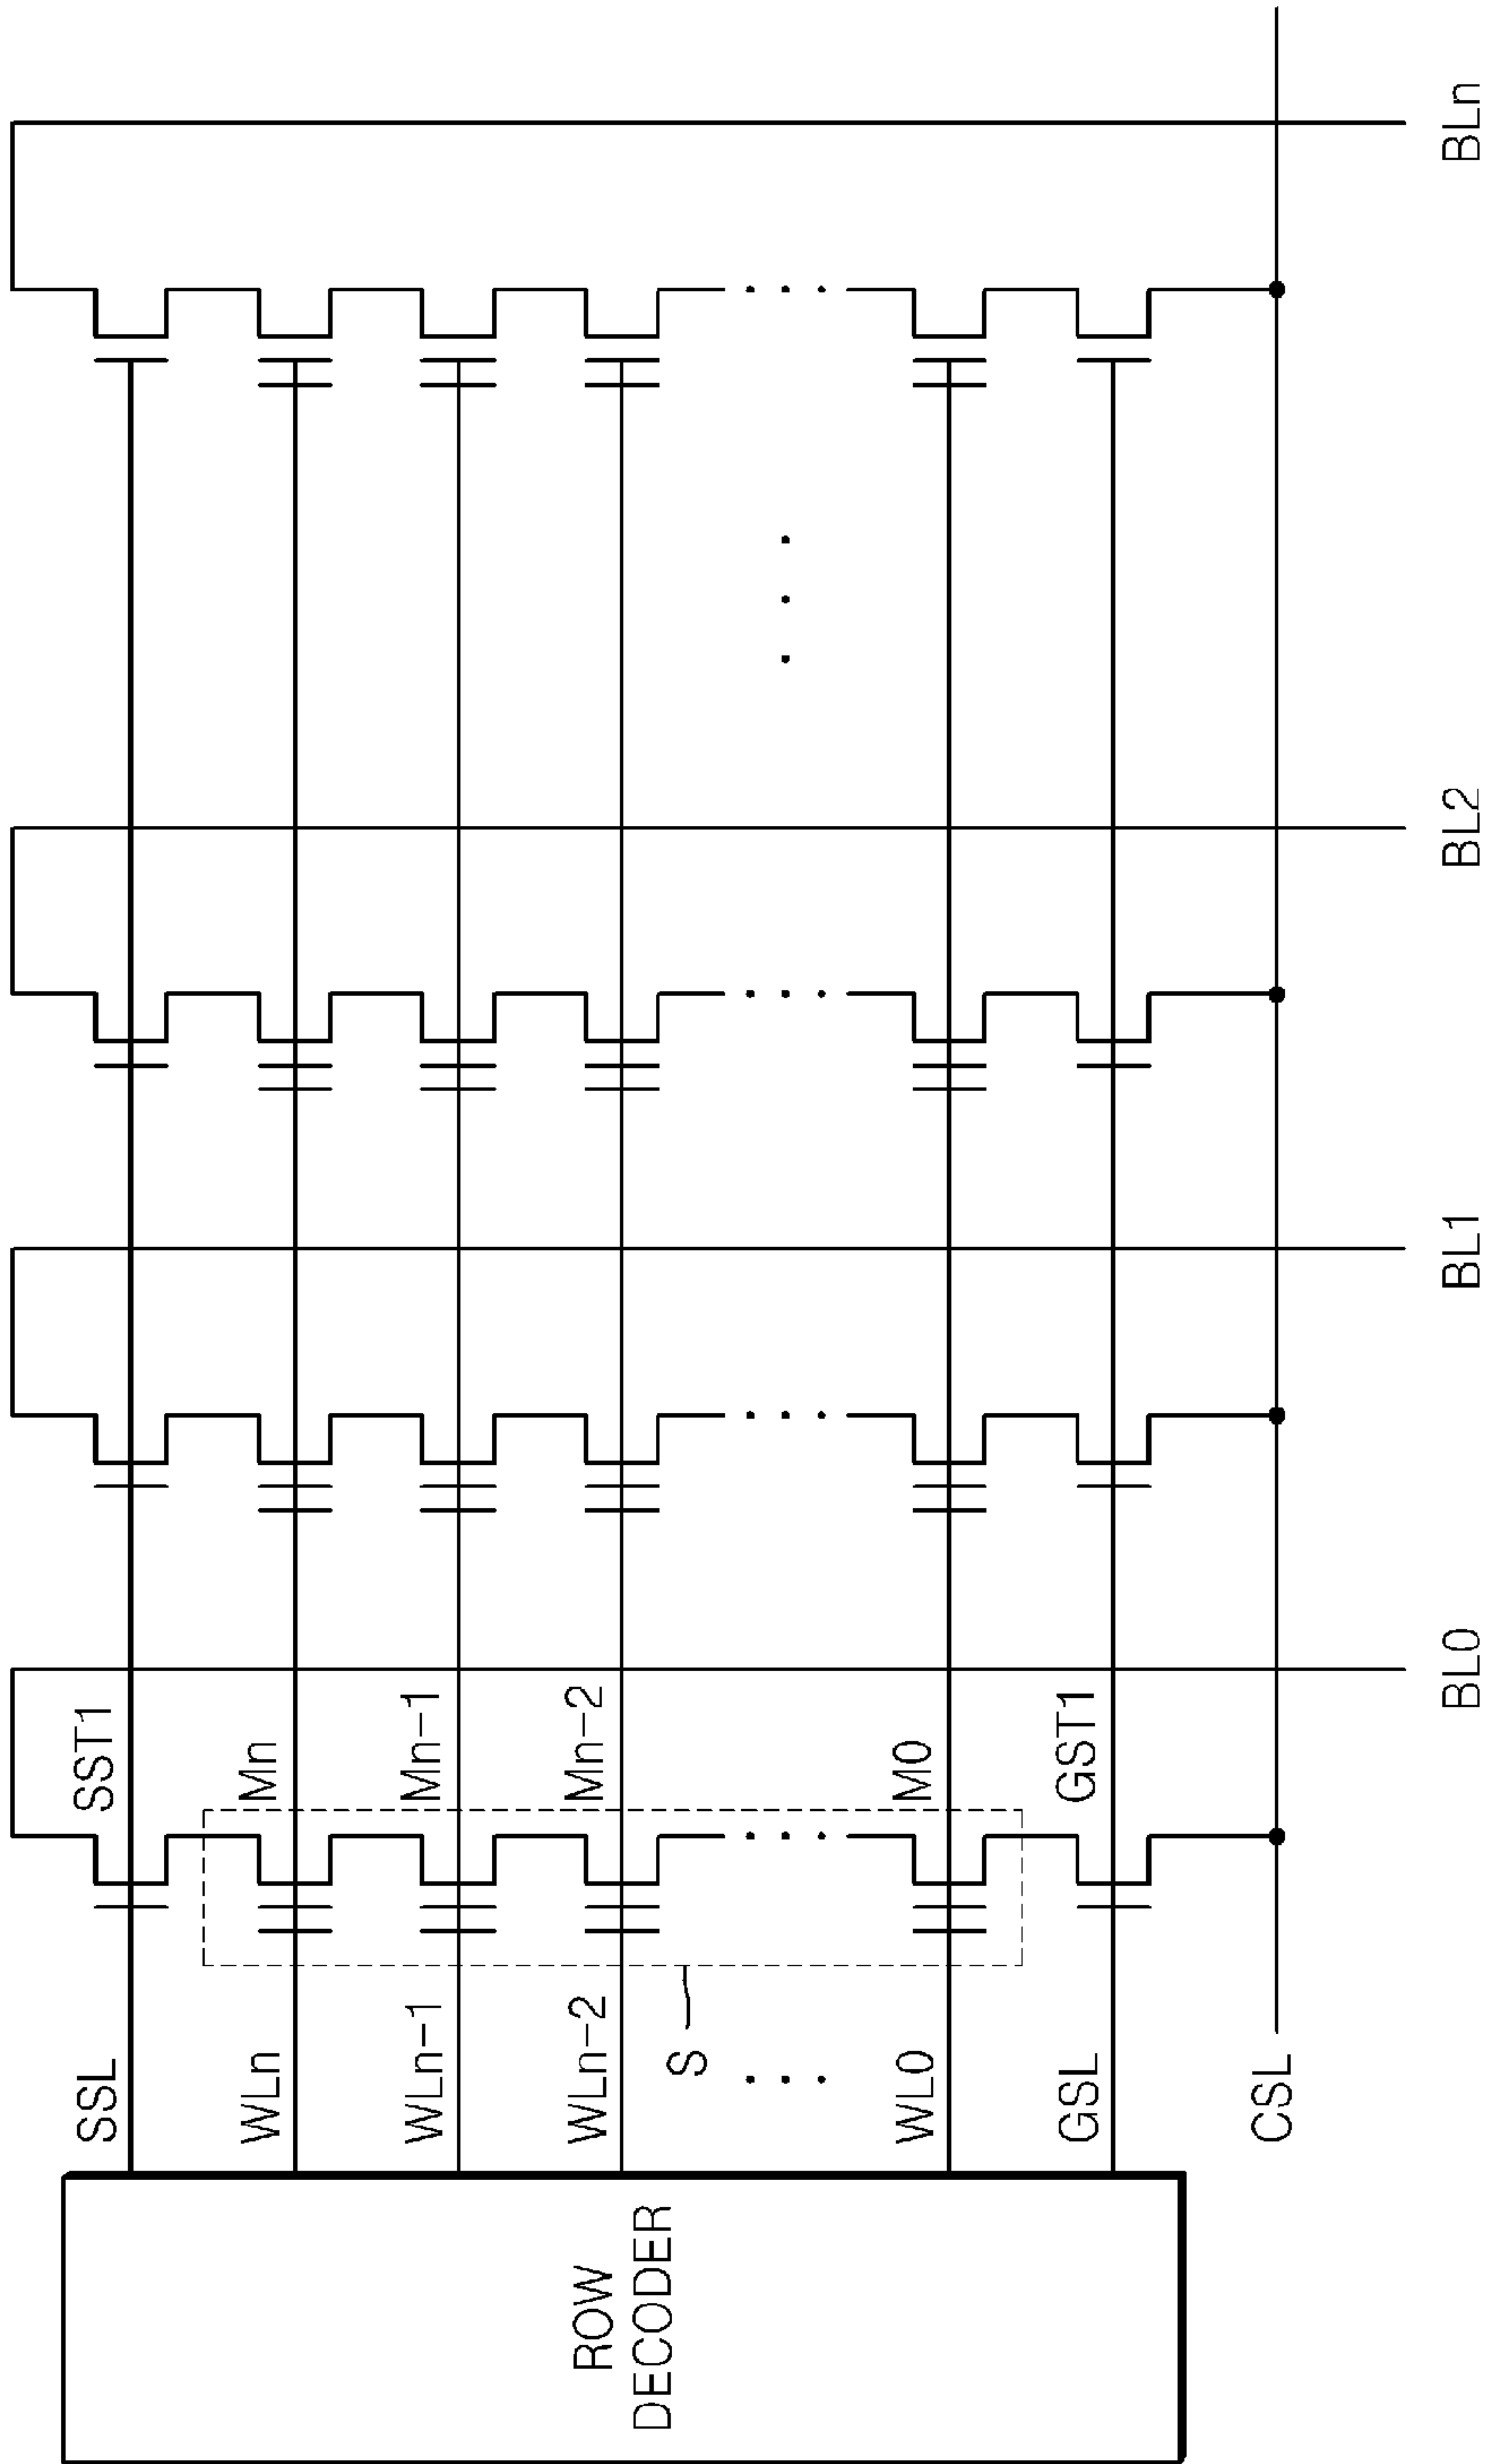 ROW
DECODER
SSL
WLn
WLn-1
WLn-2
S
WL0
GSL
CSL
SST1
Mn
Mn-1
Mn-2
M0
GST1
BL0
BL1
BL2
BLn